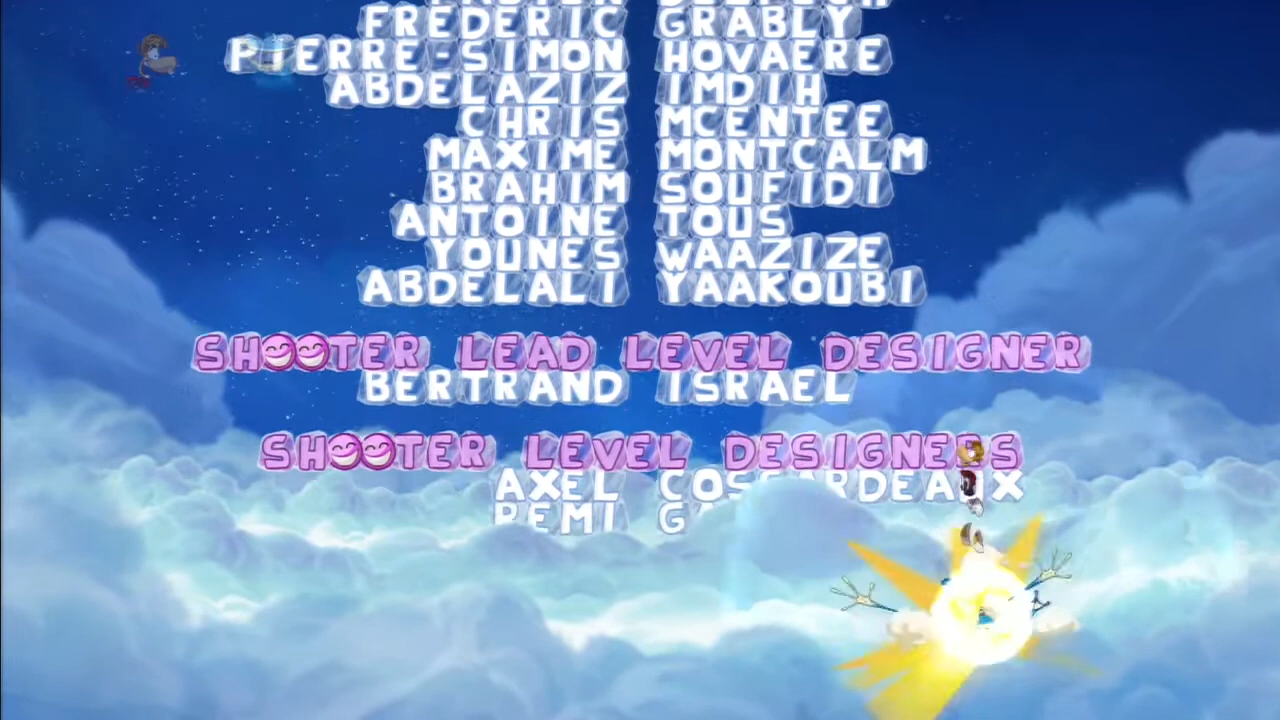 FREDERIC GRABLY
PIERRE-SIMON HOVAERE
ABDELAZIZ IMDIH
CHRIS MCENTEE
MAXIME MONTCALM
BRAHIM SOUFIDI
ANTOINE TOUS
YOUNES WAAZIZE
ABDELALI YAAKOUBI
SHOOTER LEAD LEVEL DESIGNER
BERTRAND ISRAEL
SHOOTER LEVEL DESIGNERS
AXEL
REMI